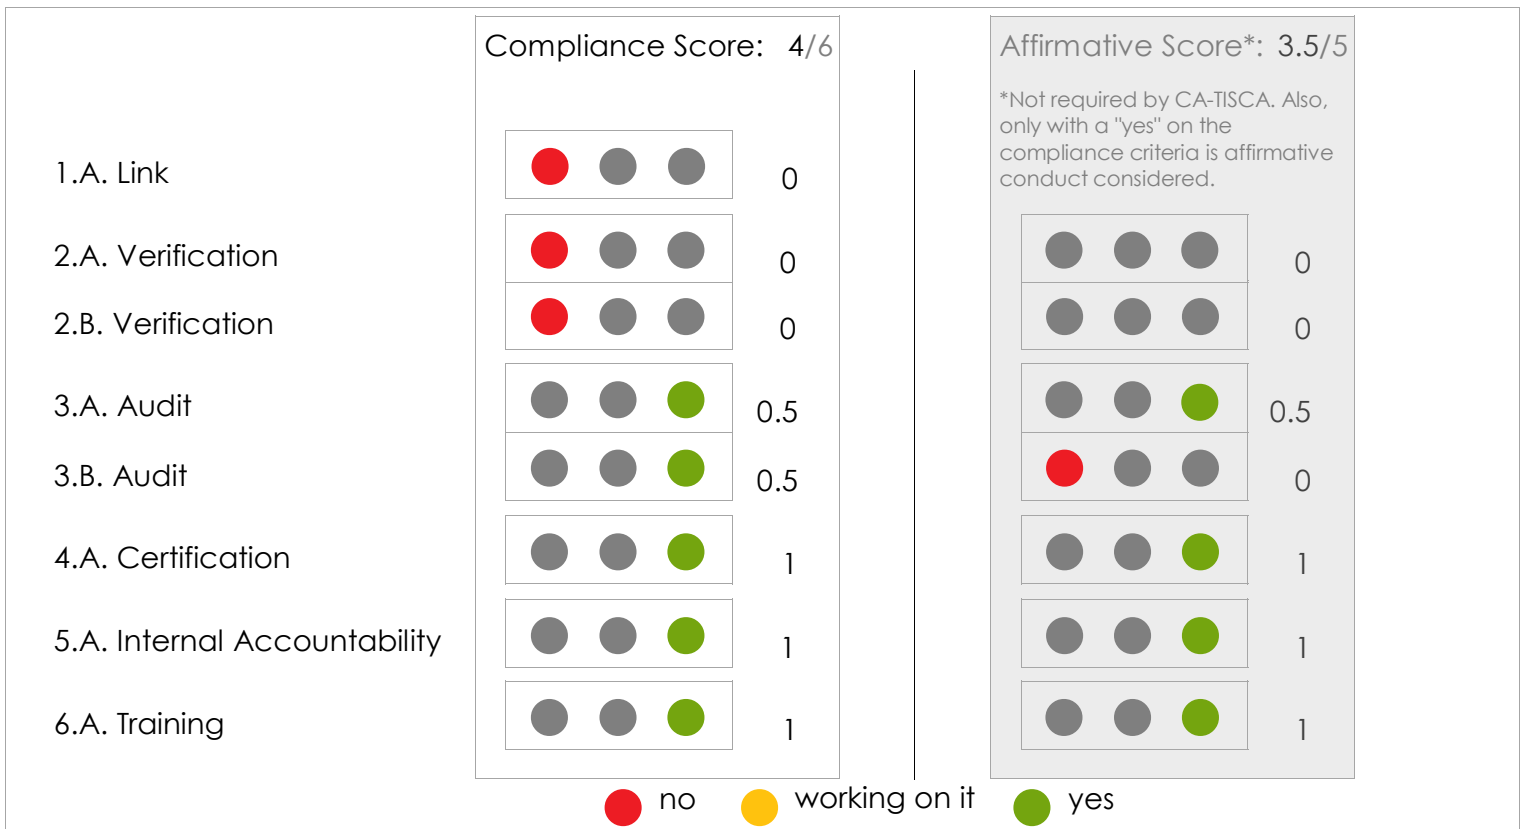 Compliance Score: 4/6
Affirmative Score*: 3.5/5
*Not required by CA-TISCA. Also,
only with a "yes" on the
compliance criteria is affirmative
conduct considered.
1.A. Link 0
2.A. Verification 0 0
2.B. Verification 0 0
3.A. Audit 0.5 0.5
3.B. Audit 0.5 0
4.A. Certification 1 1
5.A. Internal Accountability 1 1
6.A. Training 1 1
no working on it yes